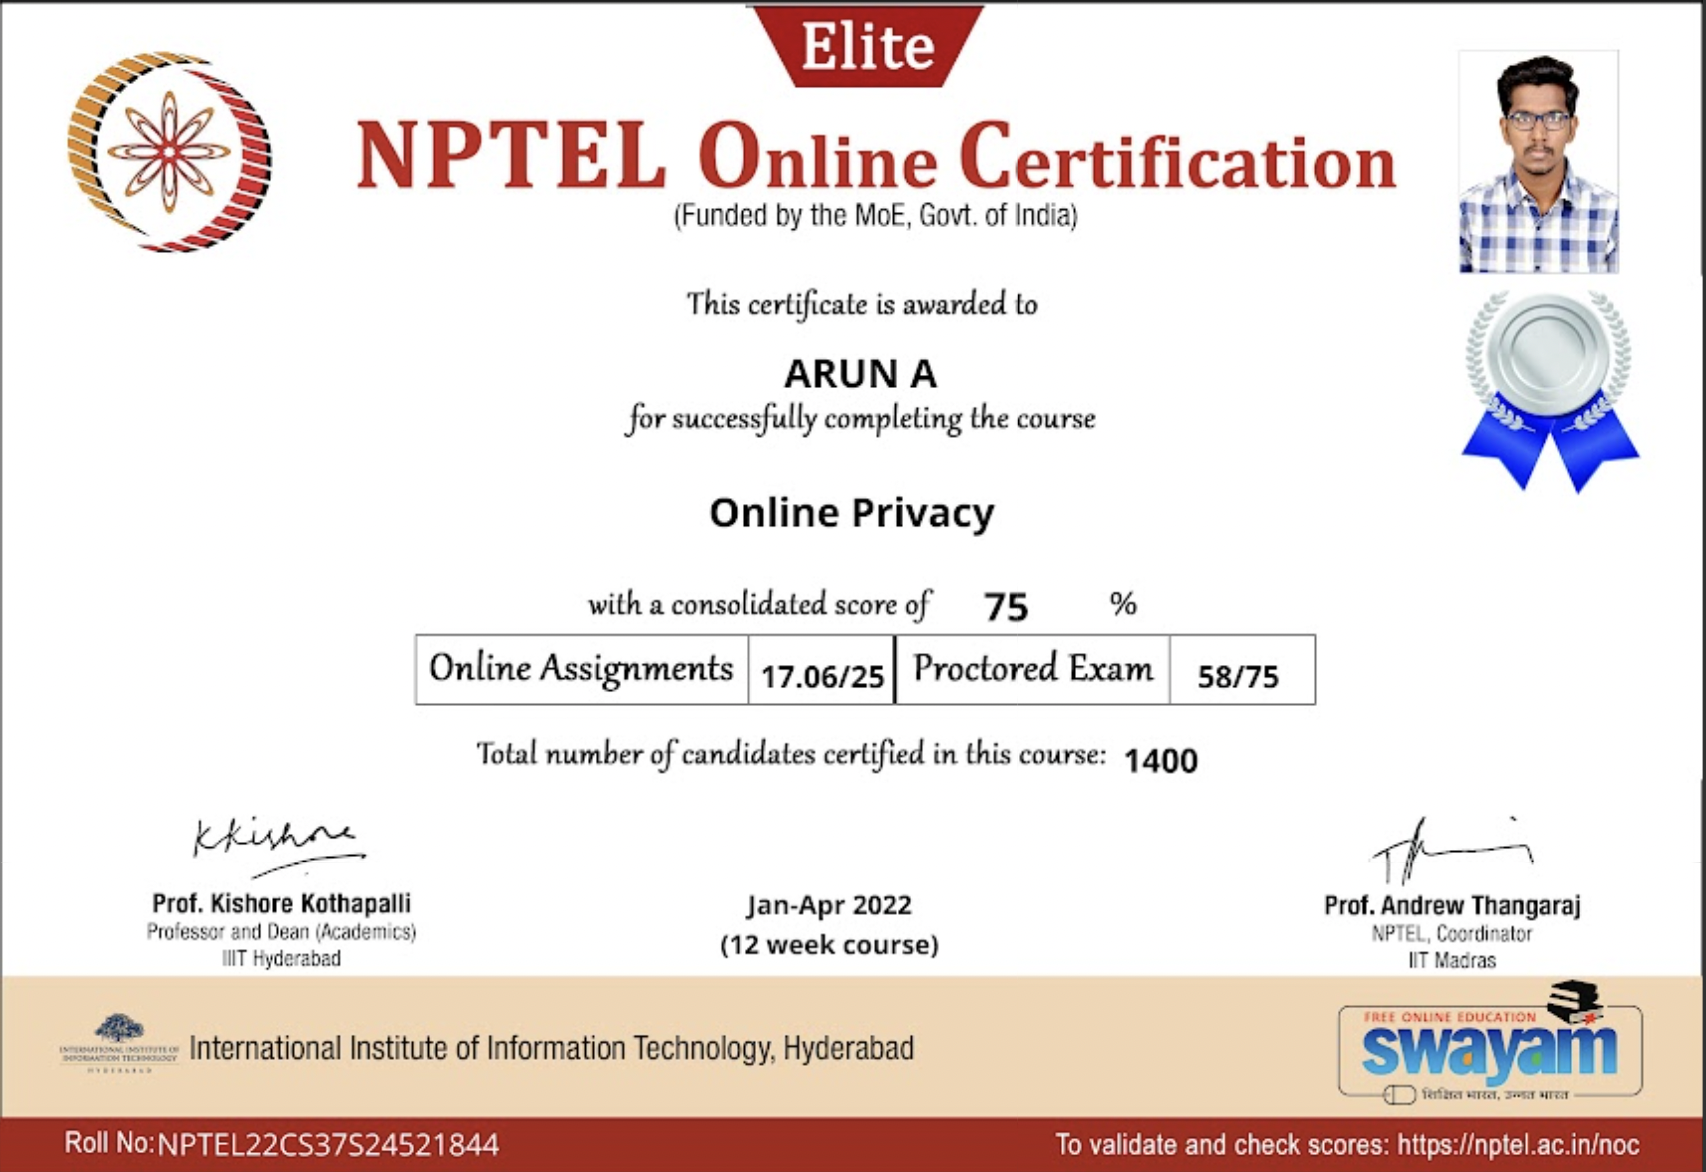 Elite
NPTEL Online Certification
(Funded by the MoE, Govt. of India)
This certificate is awarded to
ARUN A
for successfully completing the course
Online Privacy
with a consolidated score of 75 %
Online Assignments 17.06/25 Proctored Exam 58/75
Total number of candidates certified in this course: 1400
KKishore
Prof. Kishore Kothapalli
Professor and Dean (Academics)
IIIT Hyderabad
Jan-Apr 2022
(12 week course)
Prof. Andrew Thangaraj
NPTEL, Coordinator
IIT Madras
INTERNATIONAL INSTITUTE OF
INFORMATION TECHNOLOGY
HYDERABAD
International Institute of Information Technology, Hyderabad
FREE ONLINE EDUCATION
swayam
शिक्षित भारत, उन्नत भारत
Roll No:NPTEL22CS37S24521844
To validate and check scores: https://nptel.ac.in/noc